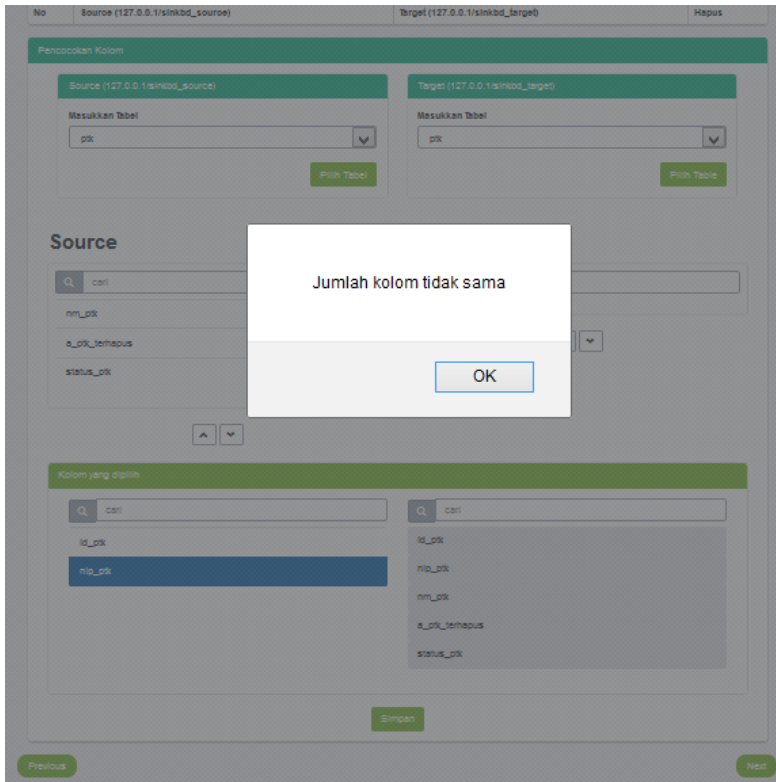 No Source (127.0.0.1/sinkbd_source) Target (127.0.0.1/sinkbd_target) Hapus
Pencocokan Kolom
Source (127.0.0.1/sinkbd_source) Target (127.0.0.1/sinkbd_target)
Masukkan Tabel Masukkan Tabel
ptk ptk
Pilih Tabel Pilih Table
Source
cari
nm_ptk
a_ptk_terhapus
status_ptk
Jumlah kolom tidak sama
OK
Kolom yang dipilih
cari cari
id_ptk id_ptk
nip_ptk nip_ptk
nm_ptk
a_ptk_terhapus
status_ptk
Simpan
Previous Next